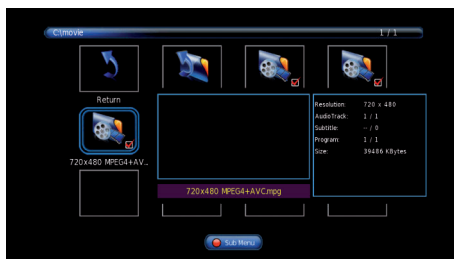 C:\movie 1 / 1
Return
720x480 MPEG4+AV...
720x480 MPEG4+AVC.mpg
Resolution: 720 x 480
AudioTrack: 1 / 1
Subtitle: -- / 0
Program: 1 / 1
Size: 39486 KBytes
Sub Menu